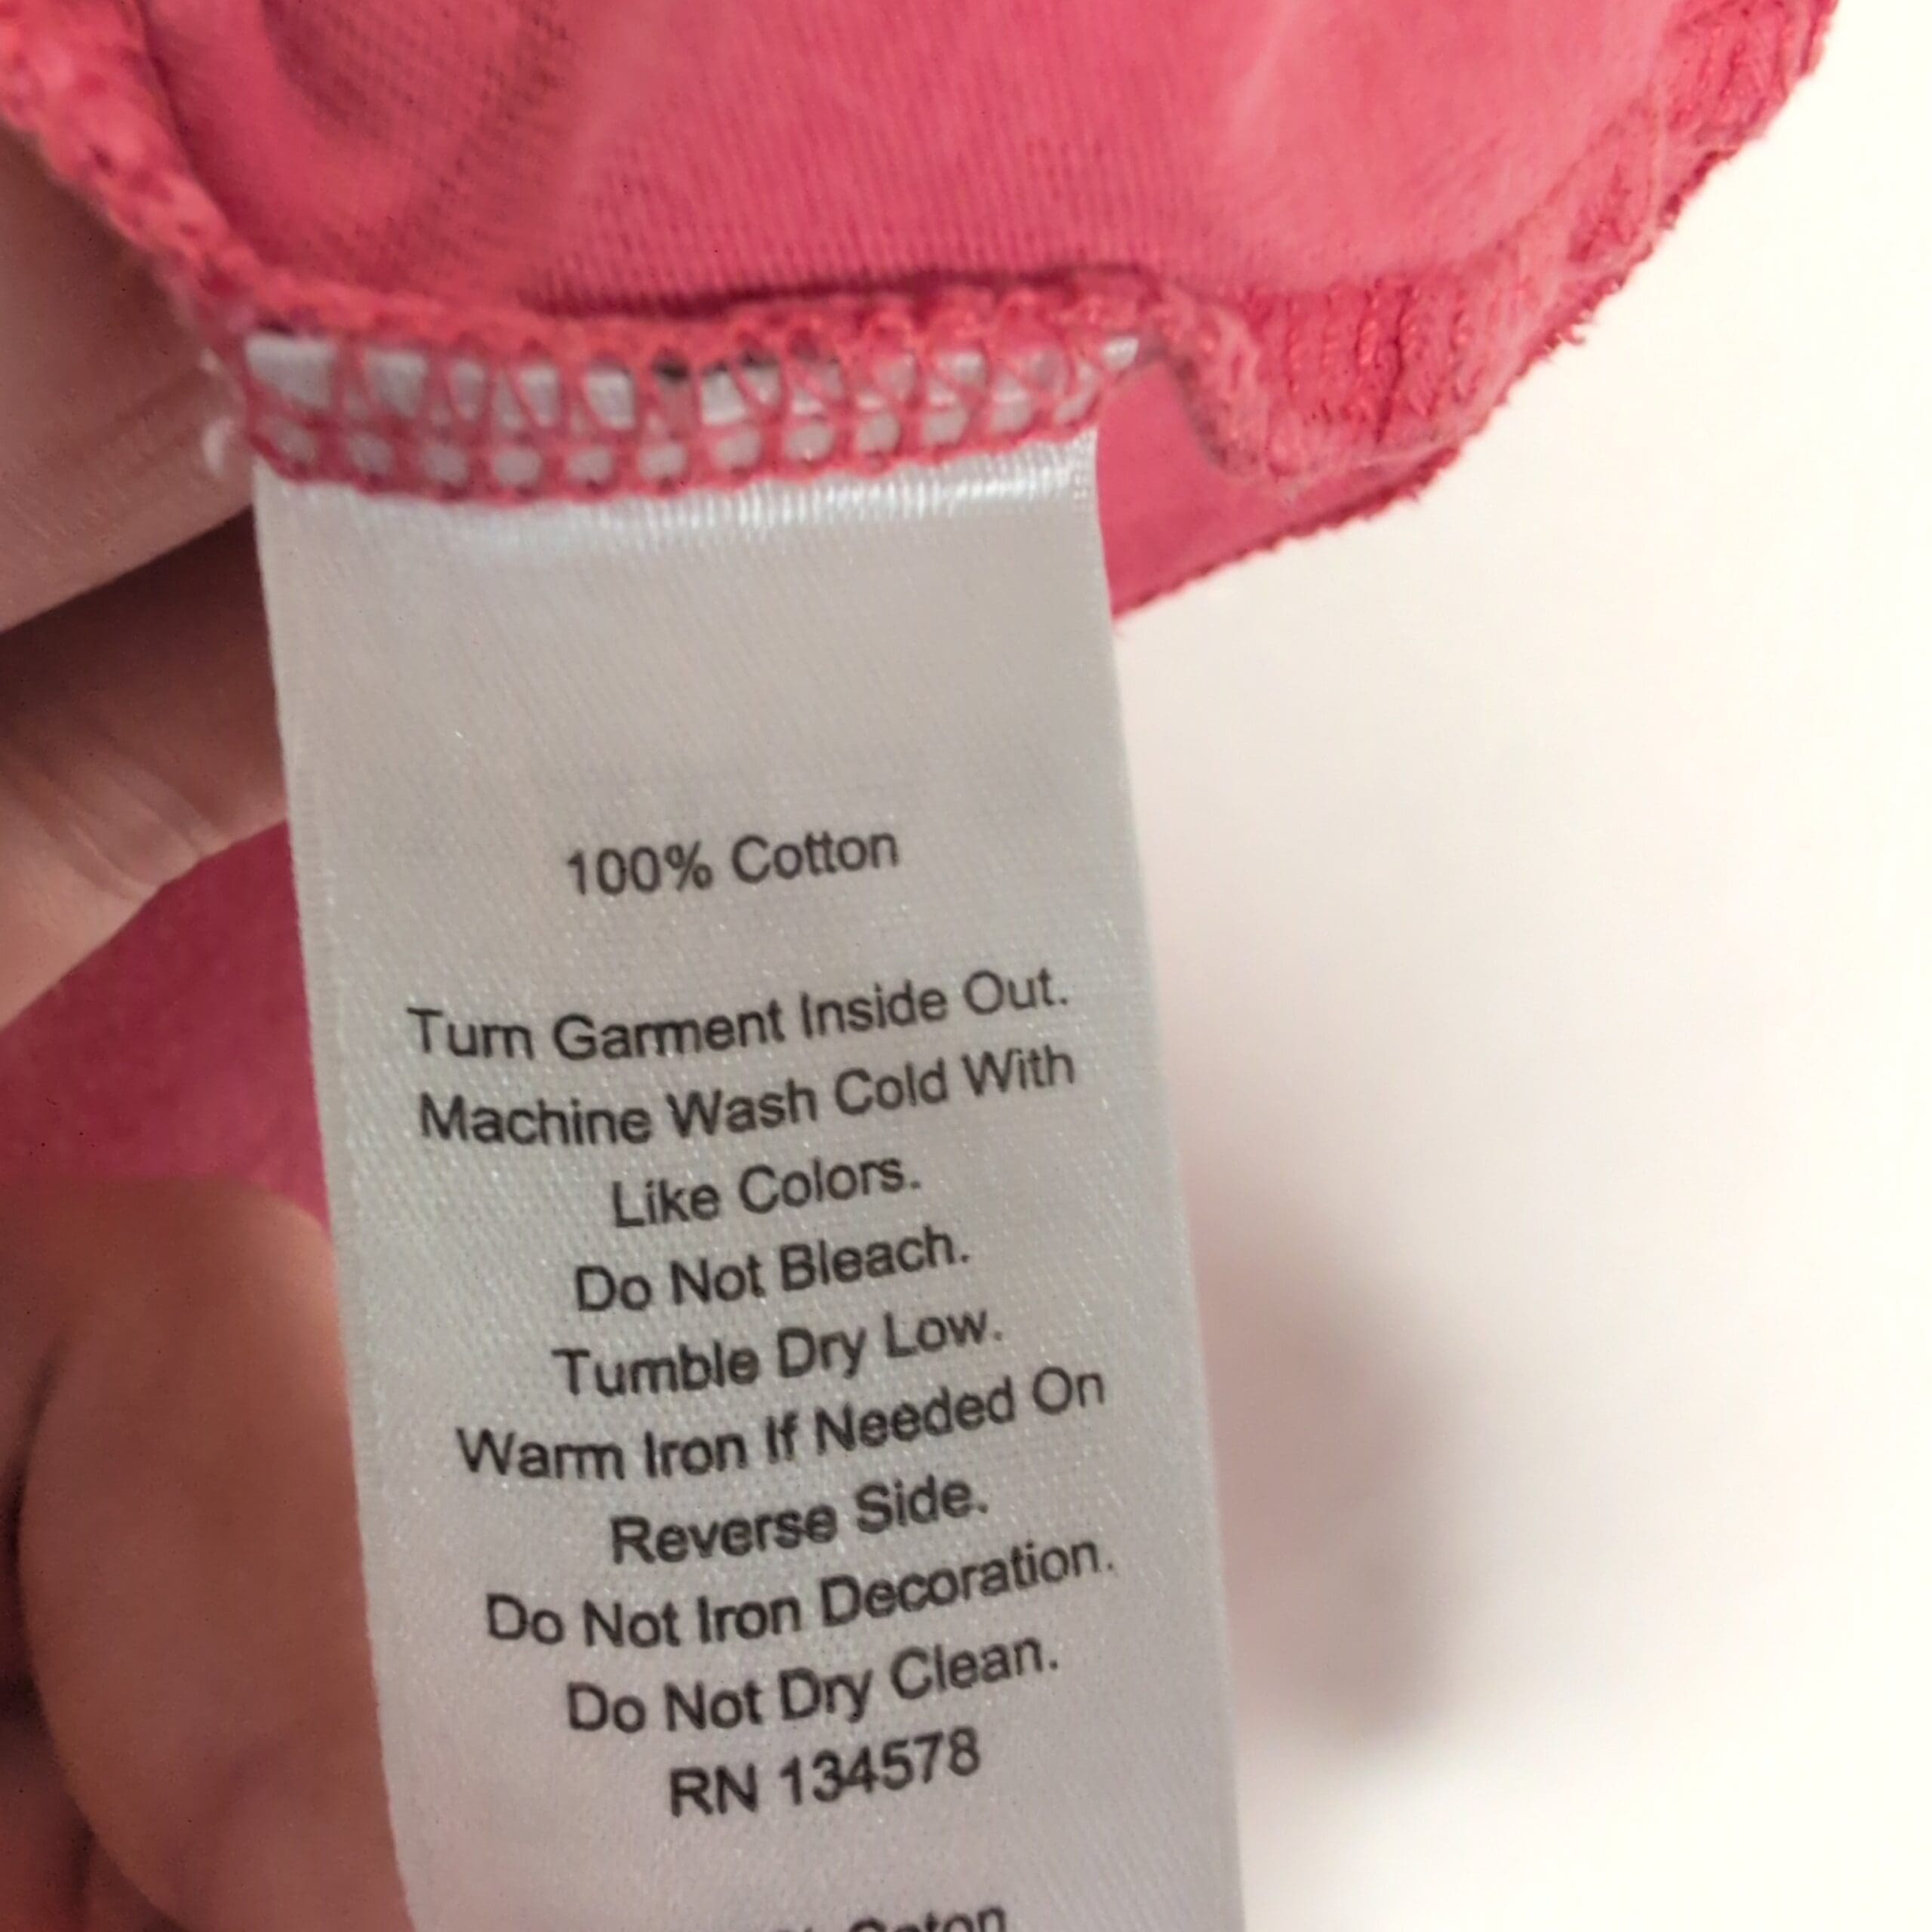 100% Cotton
Turn Garment Inside Out.
Machine Wash Cold With
Like Colors.
Do Not Bleach.
Tumble Dry Low.
Warm Iron If Needed On
Reverse Side.
Do Not Iron Decoration.
Do Not Dry Clean.
RN 134578